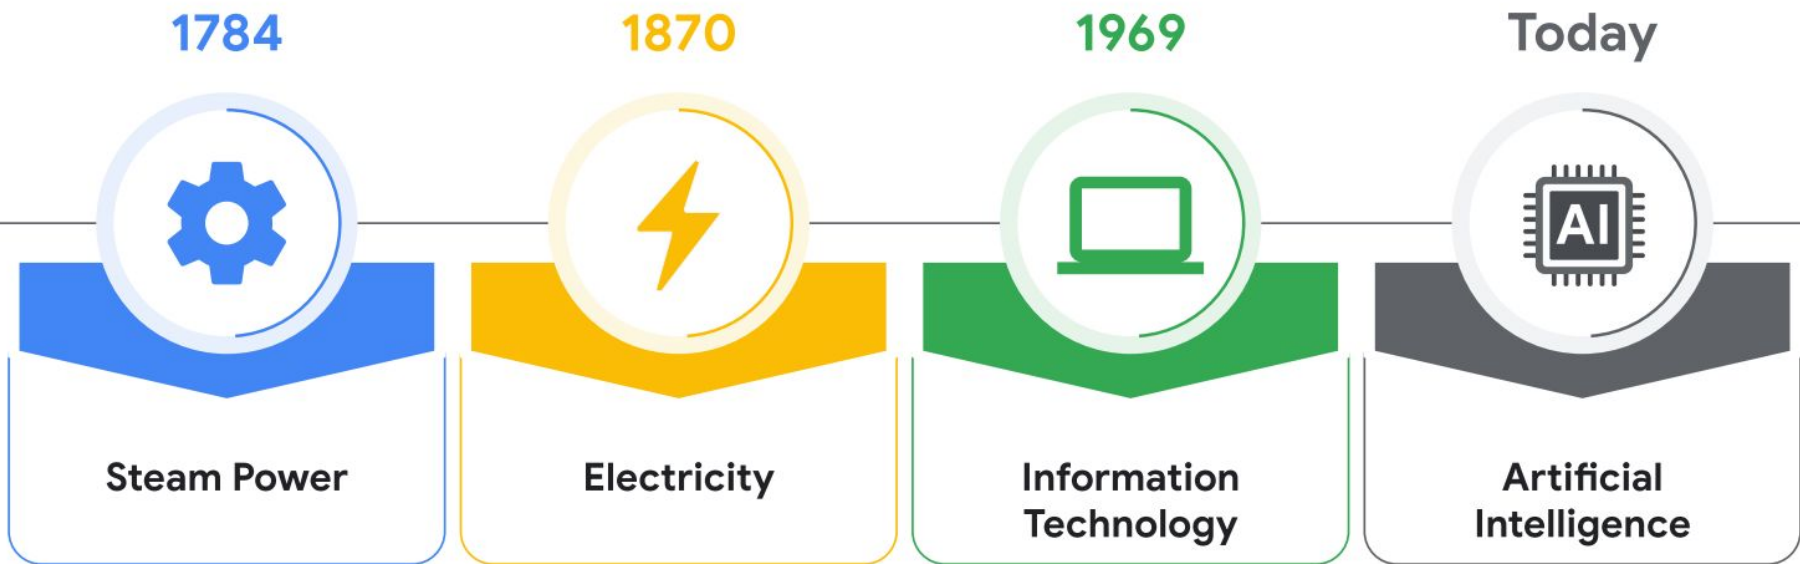 1784
1870
1969
Today
AI
Steam Power
Electricity
Information
Technology
Artificial
Intelligence